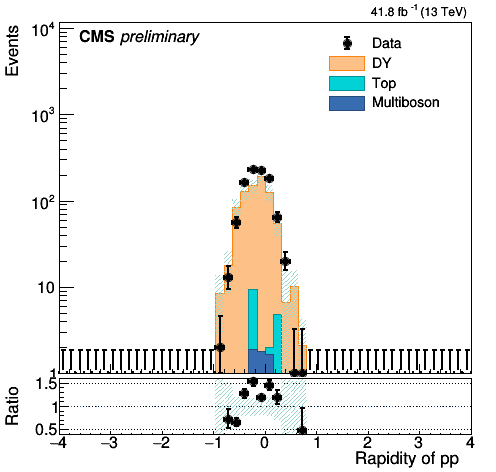 41.8 fb⁻¹ (13 TeV)
Events
CMS preliminary
Data
DY
Top
Multiboson
10⁴
10³
10²
10
1
Ratio
1.5
1
0.5
−4 −3 −2 −1 0 1 2 3 4
Rapidity of pp